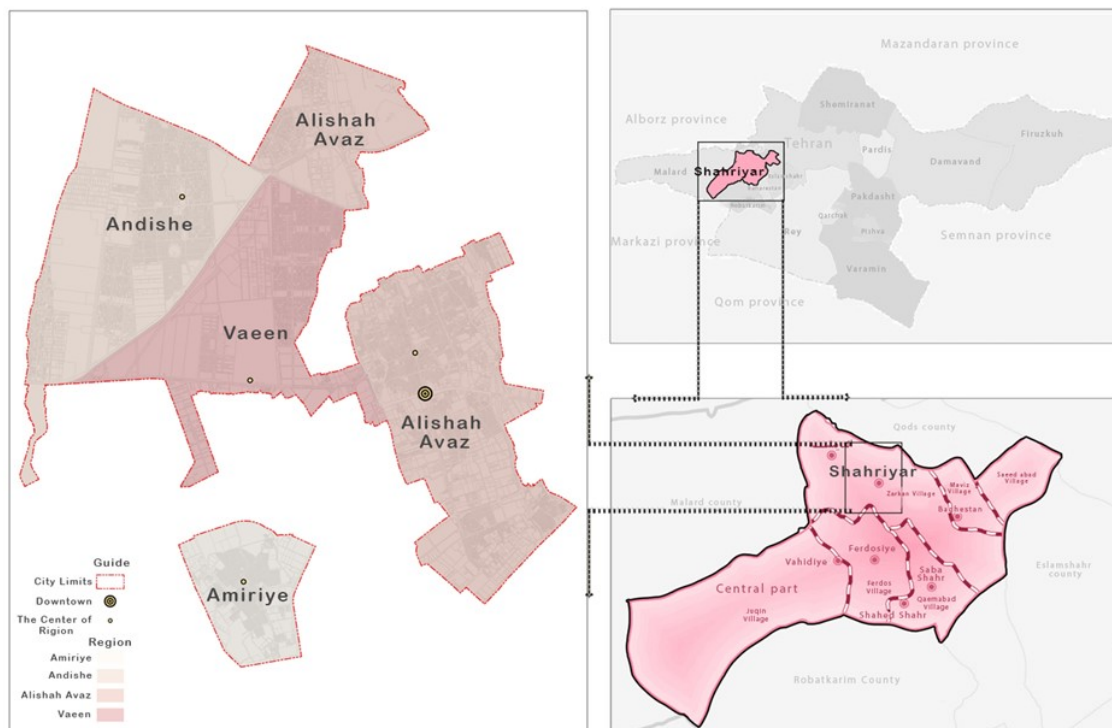 Alishah
Avaz
Andishe
Vaeen
Alishah
Avaz
Amiriye
Guide
City Limits
Downtown
The Center of
Rigion
Region
Amiriye
Andishe
Alishah Avaz
Vaeen
Mazandaran province
Alborz province
Shemiranat
Tehran
Pardis
Firuzkuh
Damavand
Malard
Shahriyar
Pakdasht
Qarchak
Pishva
Rey
Markazi province
Semnan province
Varamin
Qom province
Qods county
Shahriyar
Saeed abad
Village
Maviz
Village
Zarkan Village
Malard county
Baghestan
Ferdosiye
Vahidiye
Eslamshahr
county
Saba
Shahr
Central part
Ferdos
Village
Qaemabad
Village
Juqin
Village
Shahed Shahr
Robatkarim County